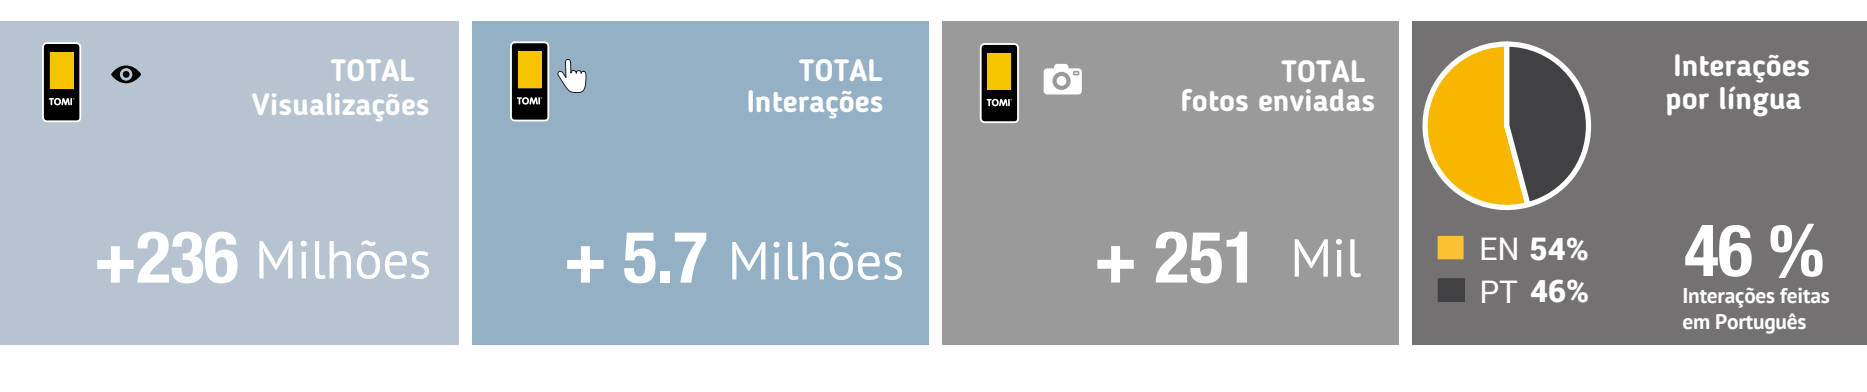 TOMI
TOTAL
Visualizações
+236 Milhões
TOMI
TOTAL
Interações
+ 5.7 Milhões
TOMI
TOTAL
fotos enviadas
+ 251 Mil
Interações
por língua
EN 54%
PT 46%
46 %
Interações feitas
em Português